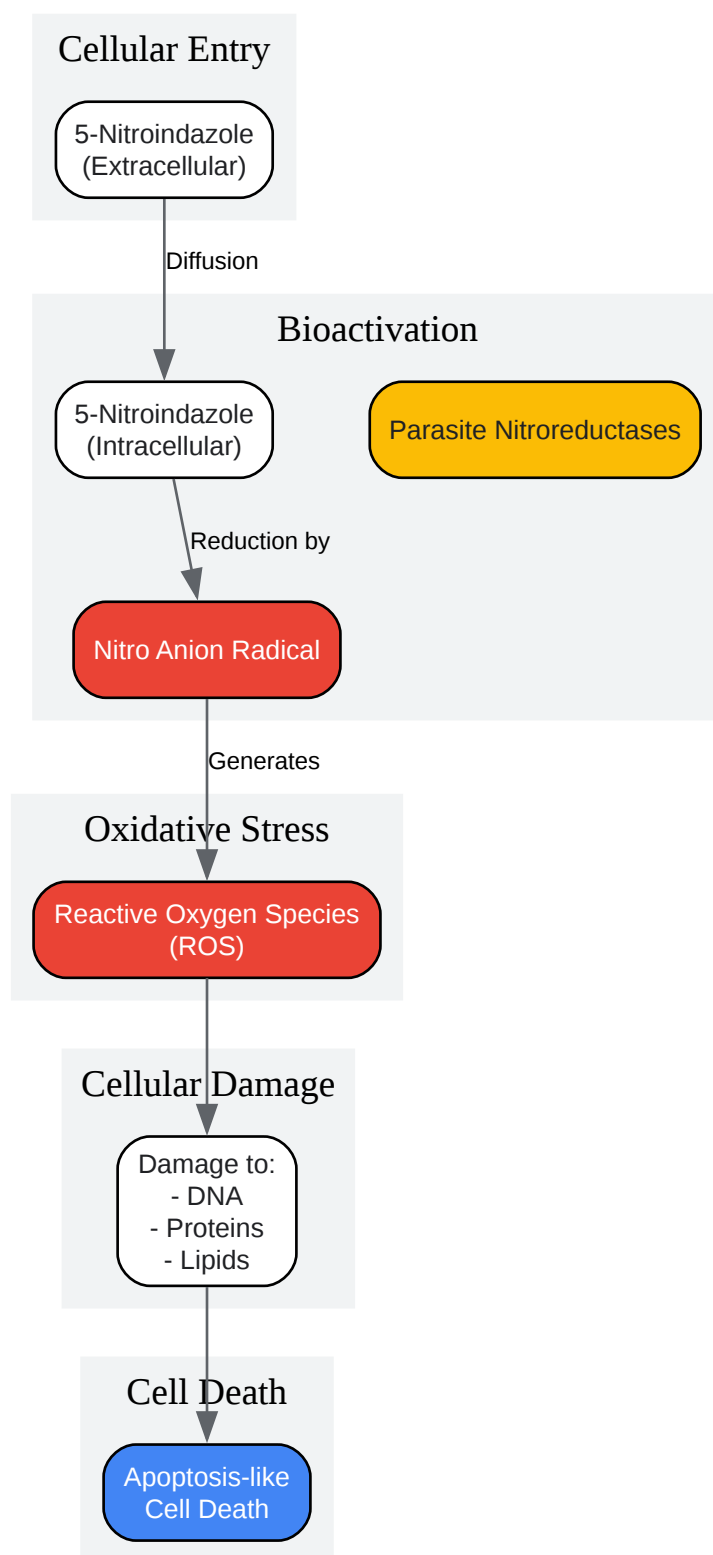 Cellular Entry
5-Nitroindazole
(Extracellular)
Diffusion
Bioactivation
5-Nitroindazole
(Intracellular)
Parasite Nitroreductases
Reduction by
Nitro Anion Radical
Generates
Oxidative Stress
Reactive Oxygen Species
(ROS)
Cellular Damage
Damage to:
- DNA
- Proteins
- Lipids
Cell Death
Apoptosis-like
Cell Death